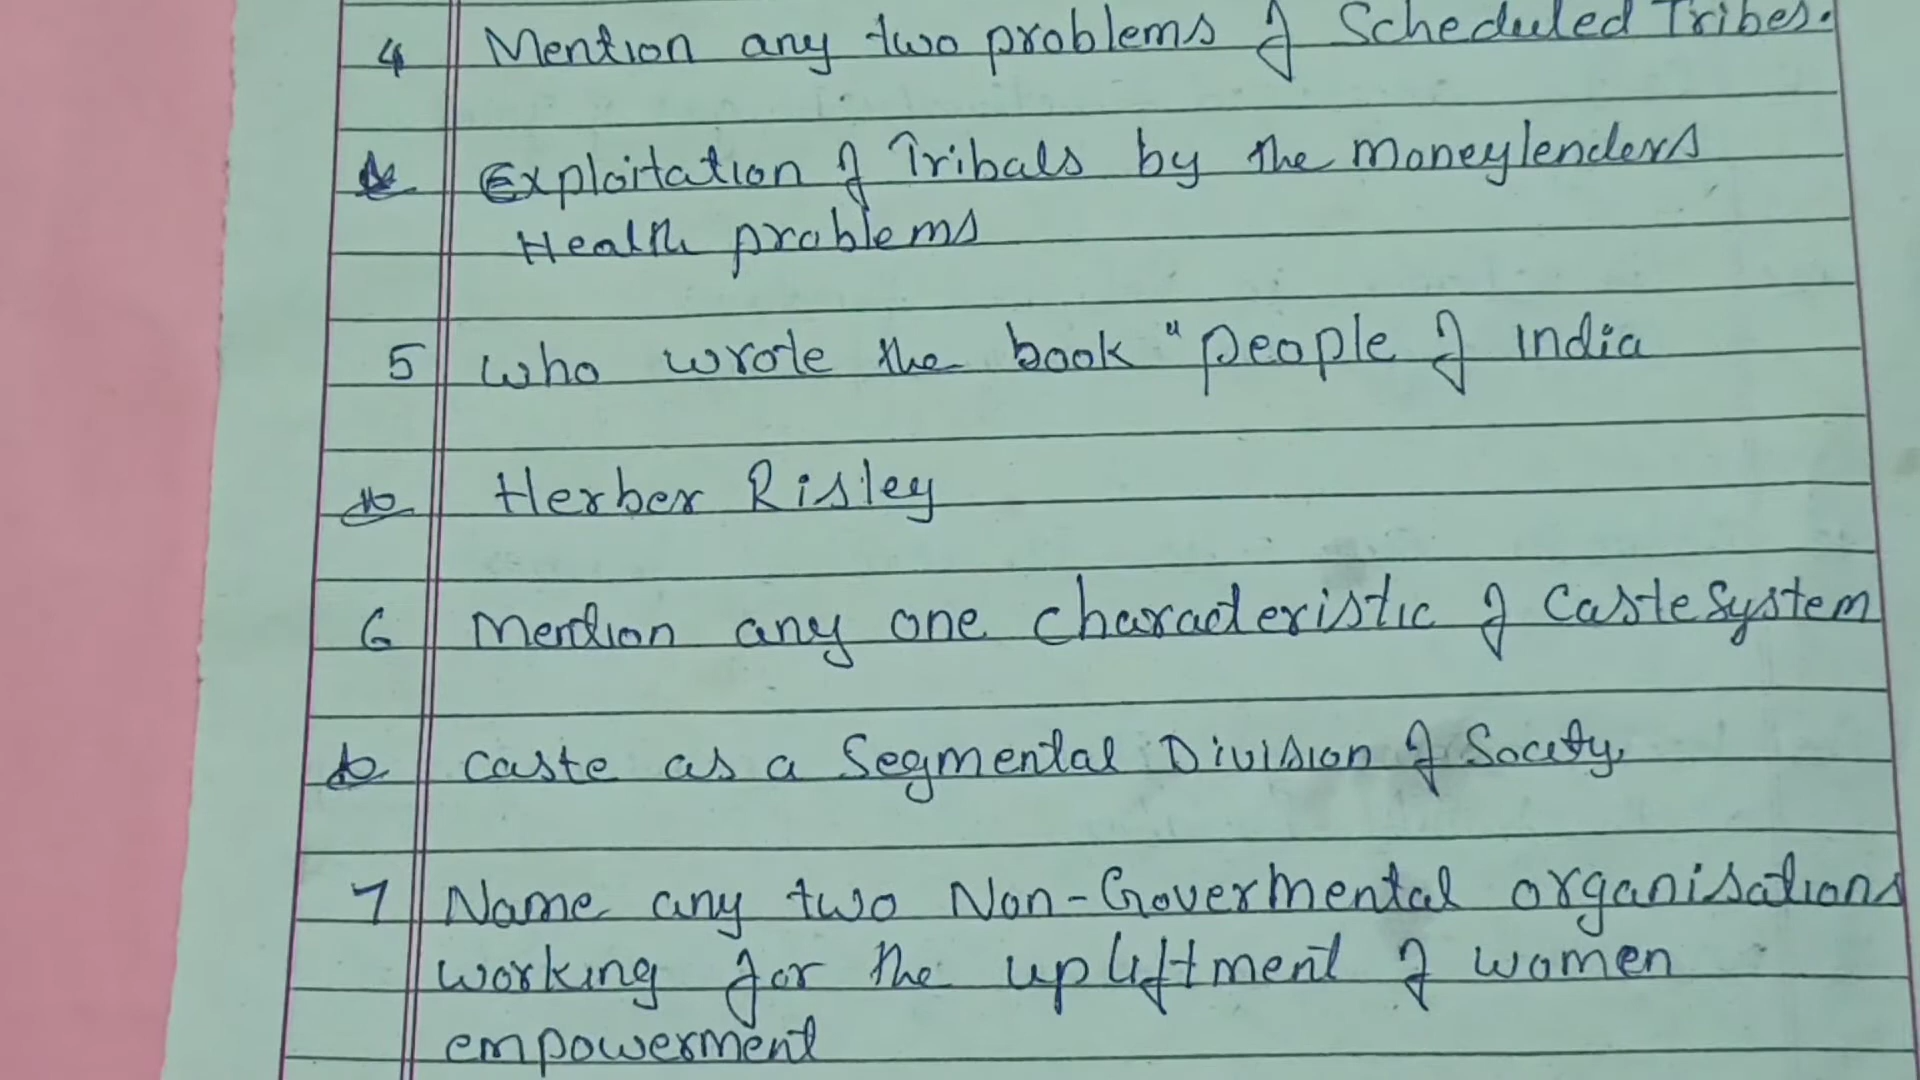 4 Mention any two problems of Scheduled Tribes.
Exploitation of Tribals by the moneylenders
Health problems
5 who wrote the book "people of india
Herber Risley
6 Mention any one characteristic of Caste System
caste as a Segmental Division of Society.
7 Name any two Non-Govermental organisations
working for the upliftment of women
empowerment